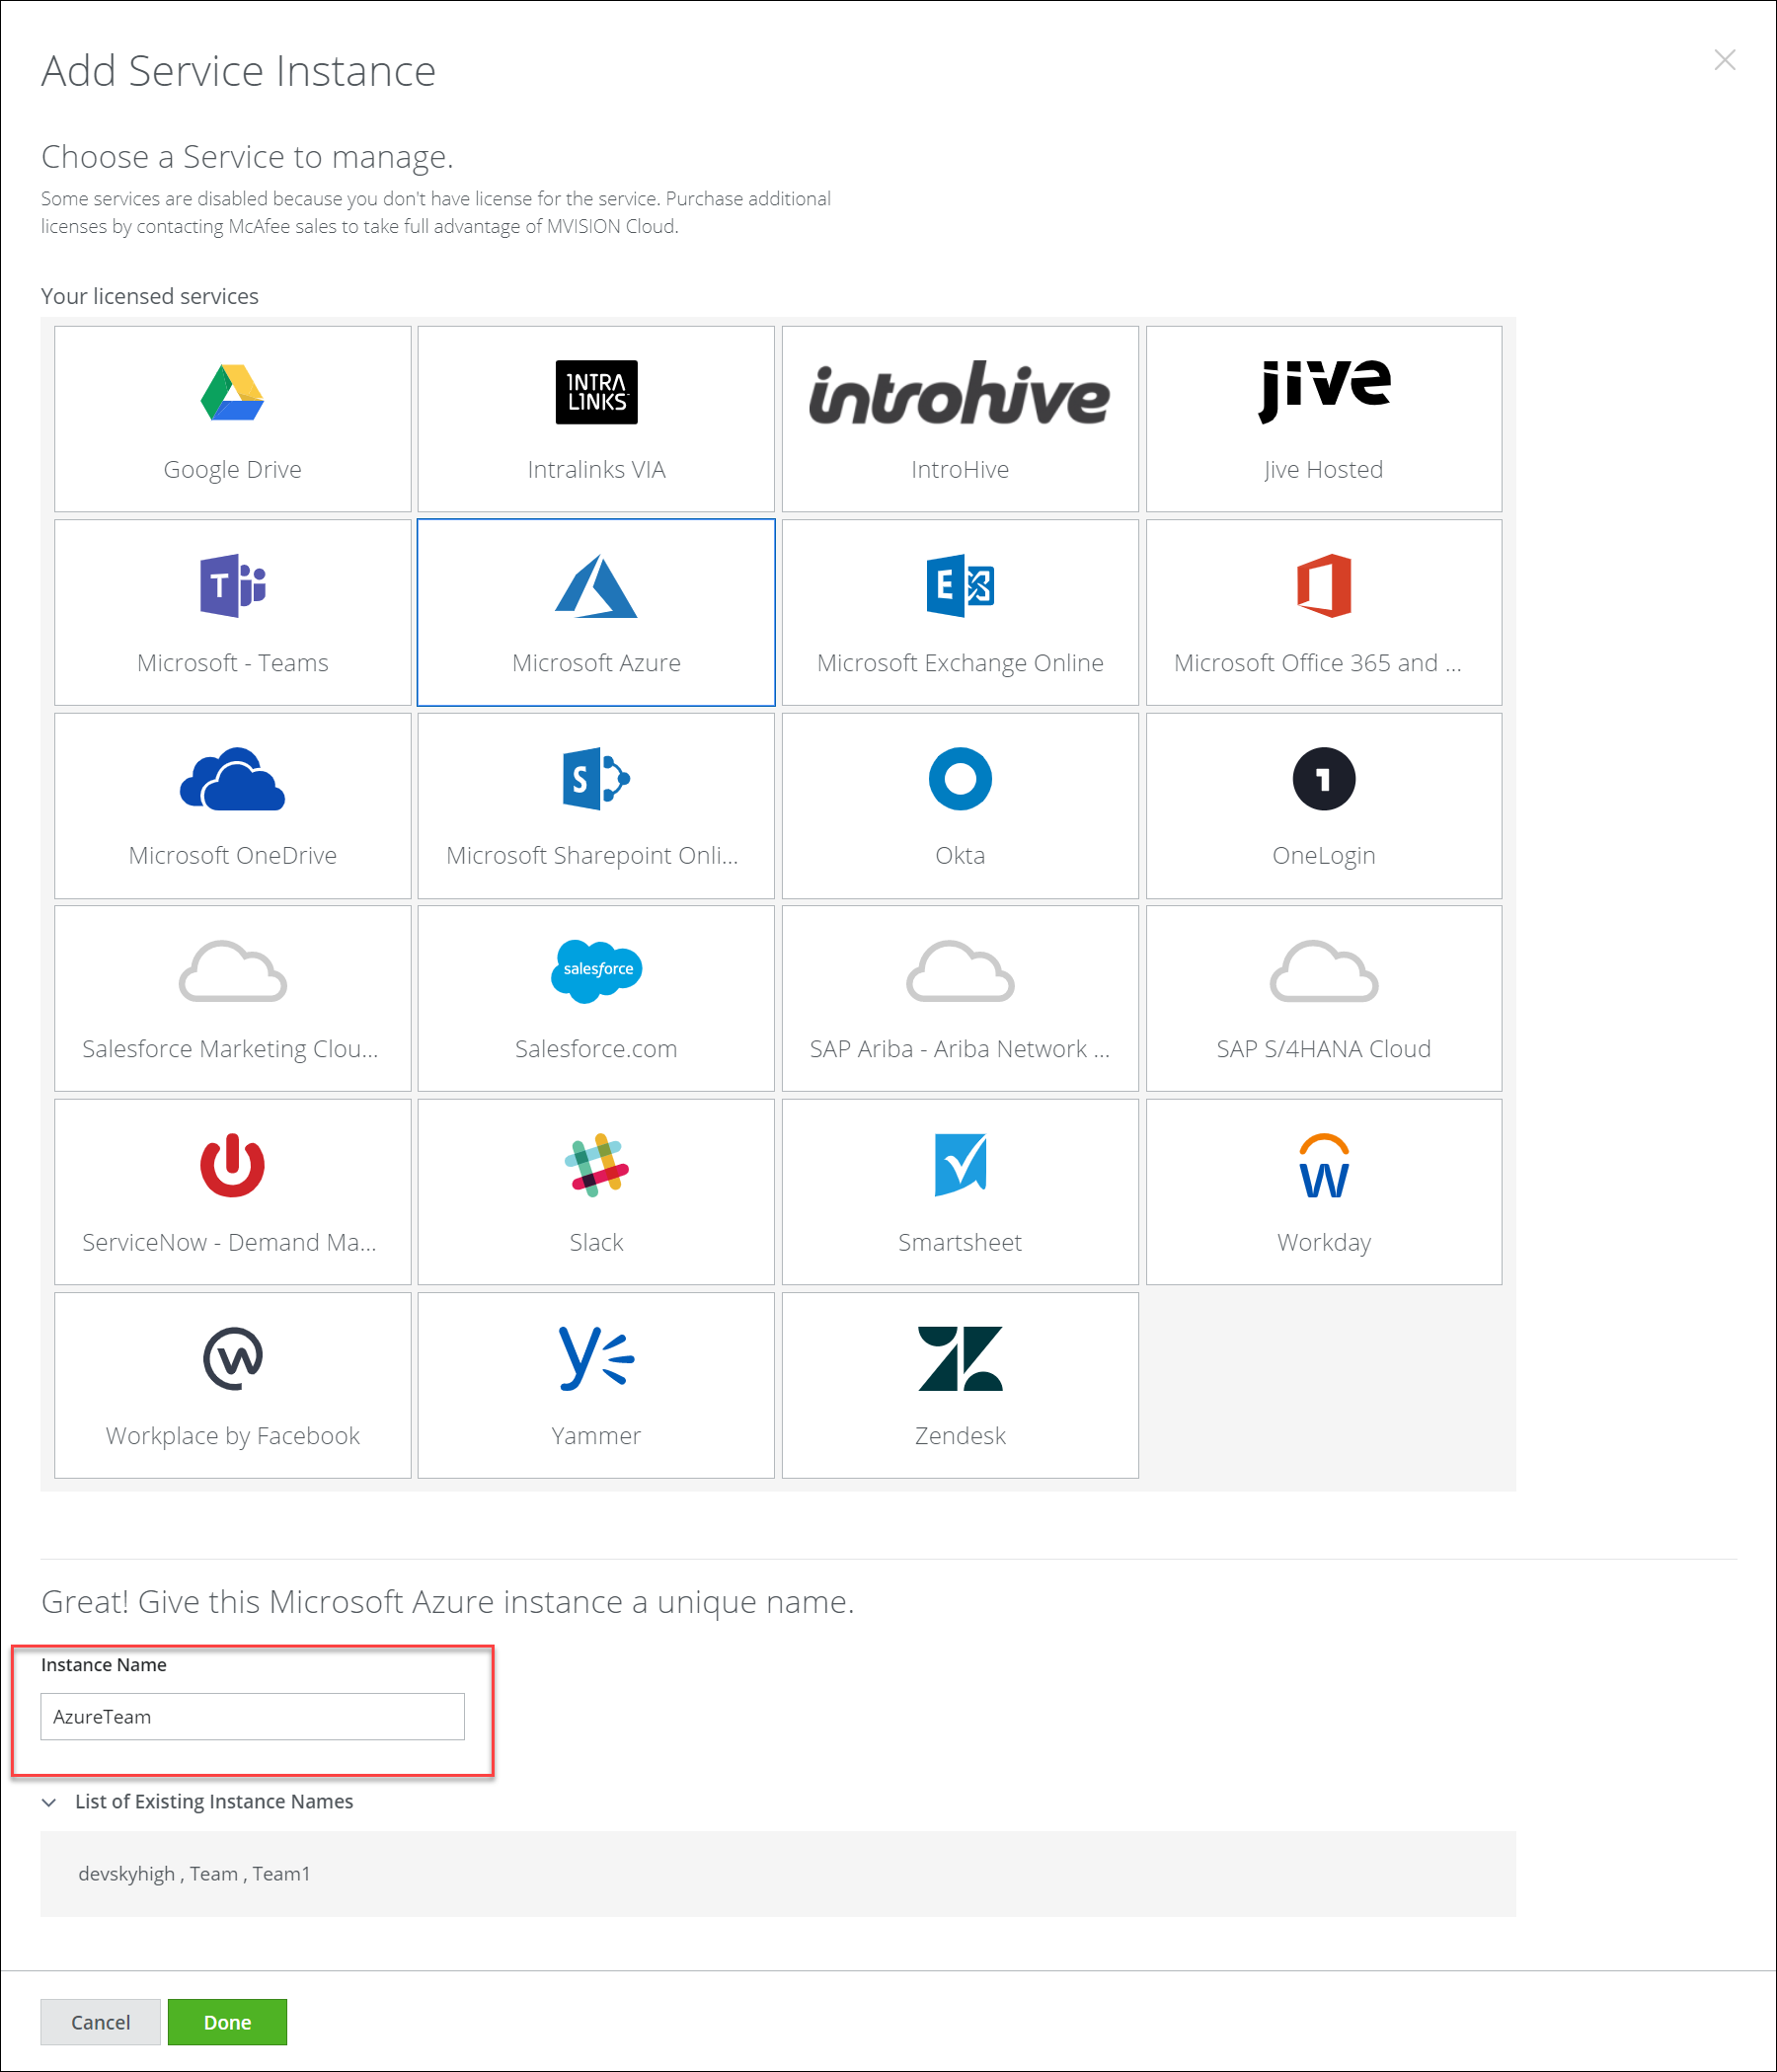 Add Service Instance
Choose a Service to manage.
Some services are disabled because you don't have license for the service. Purchase additional
licenses by contacting McAfee sales to take full advantage of MVISION Cloud.
Your licensed services
INTRA
LINKS
introhive
jive
Google Drive
Intralinks VIA
IntroHive
Jive Hosted
T
E
Microsoft - Teams
Microsoft Azure
Microsoft Exchange Online
Microsoft Office 365 and ...
S
1
Microsoft OneDrive
Microsoft Sharepoint Onli...
Okta
OneLogin
salesforce
Salesforce Marketing Clou...
Salesforce.com
SAP Ariba - Ariba Network ...
SAP S/4HANA Cloud
W
ServiceNow - Demand Ma...
Slack
Smartsheet
Workday
Workplace by Facebook
Yammer
Zendesk
Great! Give this Microsoft Azure instance a unique name.
Instance Name
AzureTeam
List of Existing Instance Names
devskyhigh , Team , Team1
Cancel
Done